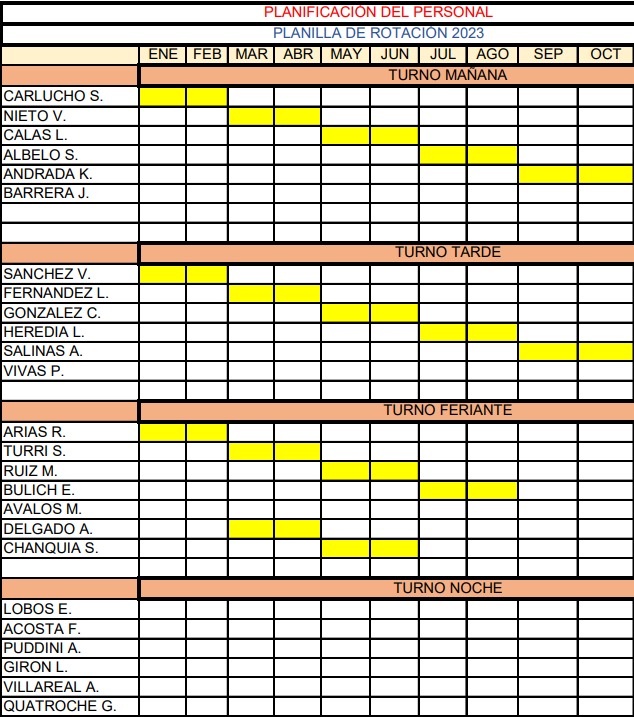 PLANIFICACIÓN DEL PERSONAL
PLANILLA DE ROTACIÓN 2023
ENE FEB MAR ABR MAY JUN JUL AGO SEP OCT
TURNO MAÑANA
CARLUCHO S.
NIETO V.
CALAS L.
ALBELO S.
ANDRADA K.
BARRERA J.
TURNO TARDE
SANCHEZ V.
FERNANDEZ L.
GONZALEZ C.
HEREDIA L.
SALINAS A.
VIVAS P.
TURNO FERIANTE
ARIAS R.
TURRI S.
RUIZ M.
BULICH E.
AVALOS M.
DELGADO A.
CHANQUIA S.
TURNO NOCHE
LOBOS E.
ACOSTA F.
PUDDINI A.
GIRON L.
VILLAREAL A.
QUATROCHE G.